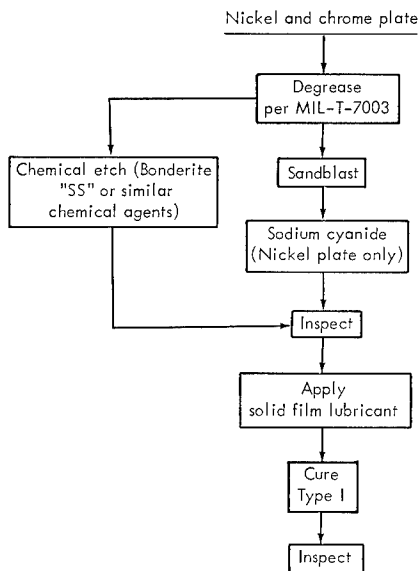 Nickel and chrome plate
Degrease
per MIL-T-7003
Chemical etch (Bonderite
"SS" or similar
chemical agents)
Sandblast
Sodium cyanide
(Nickel plate only)
Inspect
Apply
solid film lubricant
Cure
Type I
Inspect